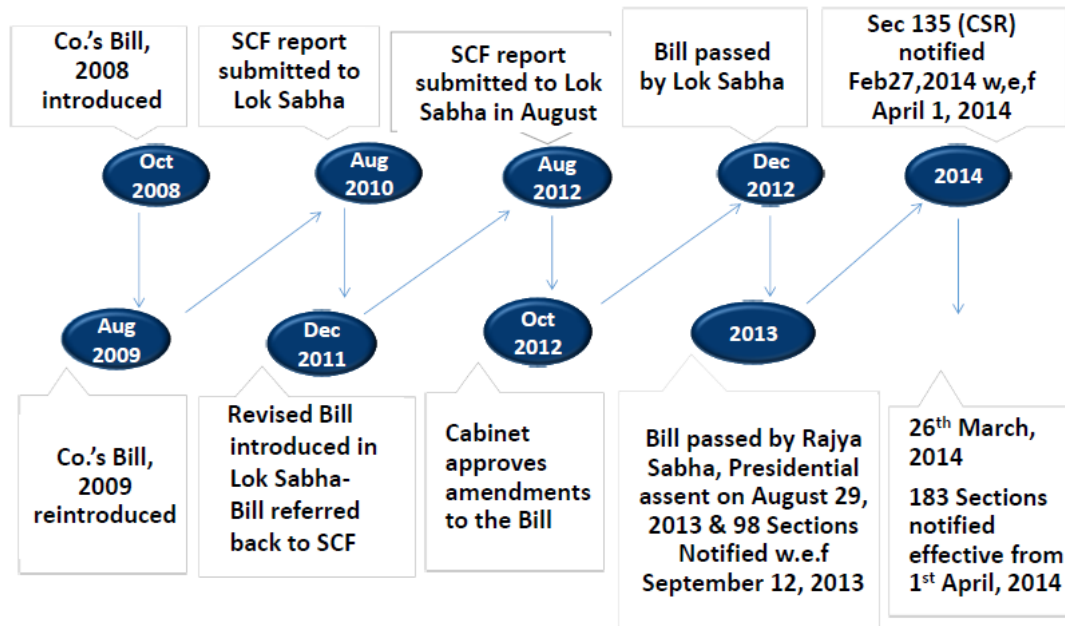 Co.'s Bill,
2008
introduced
SCF report
submitted to
Lok Sabha
SCF report
submitted to Lok
Sabha in August
Bill passed
by Lok Sabha
Sec 135 (CSR)
notified
Feb27,2014 w,e,f
April 1, 2014
Oct
2008
Aug
2010
Aug
2012
Dec
2012
2014
Aug
2009
Dec
2011
Oct
2012
2013
Co.'s Bill,
2009
reintroduced
Revised Bill
introduced in
Lok Sabha-
Bill referred
back to SCF
Cabinet
approves
amendments
to the Bill
Bill passed by Rajya
Sabha, Presidential
assent on August 29,
2013 & 98 Sections
Notified w.e.f
September 12, 2013
26th March,
2014
183 Sections
notified
effective from
1st April, 2014